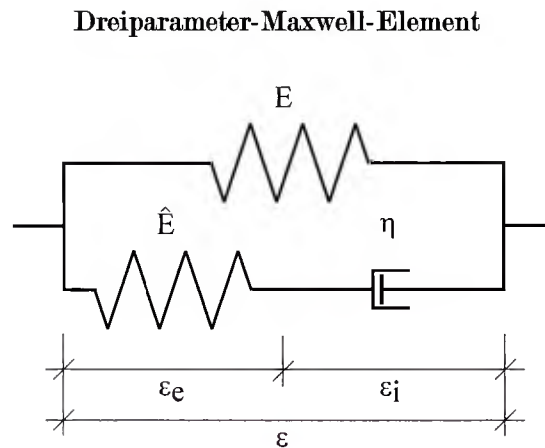 Dreiparameter-Maxwell-Element
E
Ê
η
εe
εi
ε